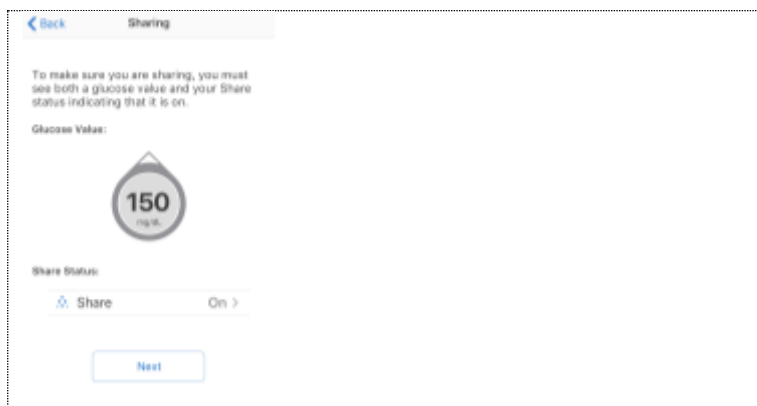 Back
Sharing
To make sure you are sharing, you must
see both a glucose value and your Share
status indicating that it is on.
Glucose Value:
150
mg/dL
Share Status:
Share
On
Next